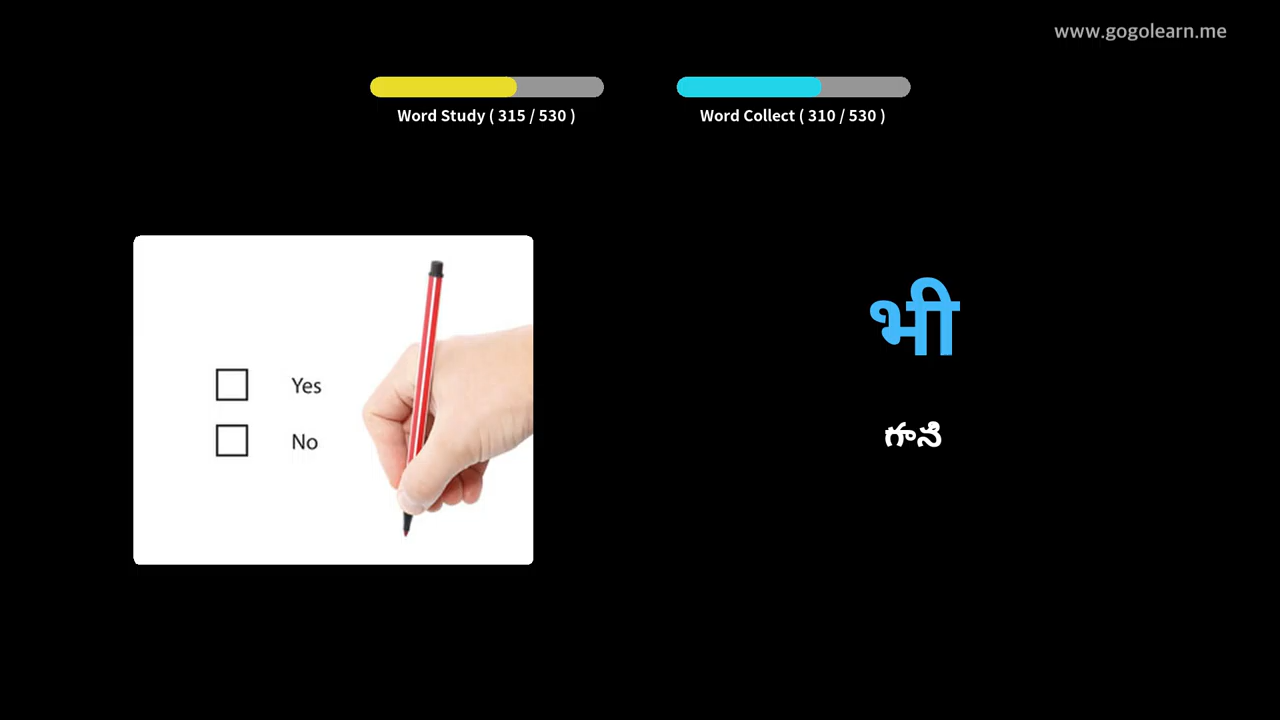 www.gogolearn.me
Word Study ( 315 / 530 )
Word Collect ( 310 / 530 )
Yes
No
भी
గాని